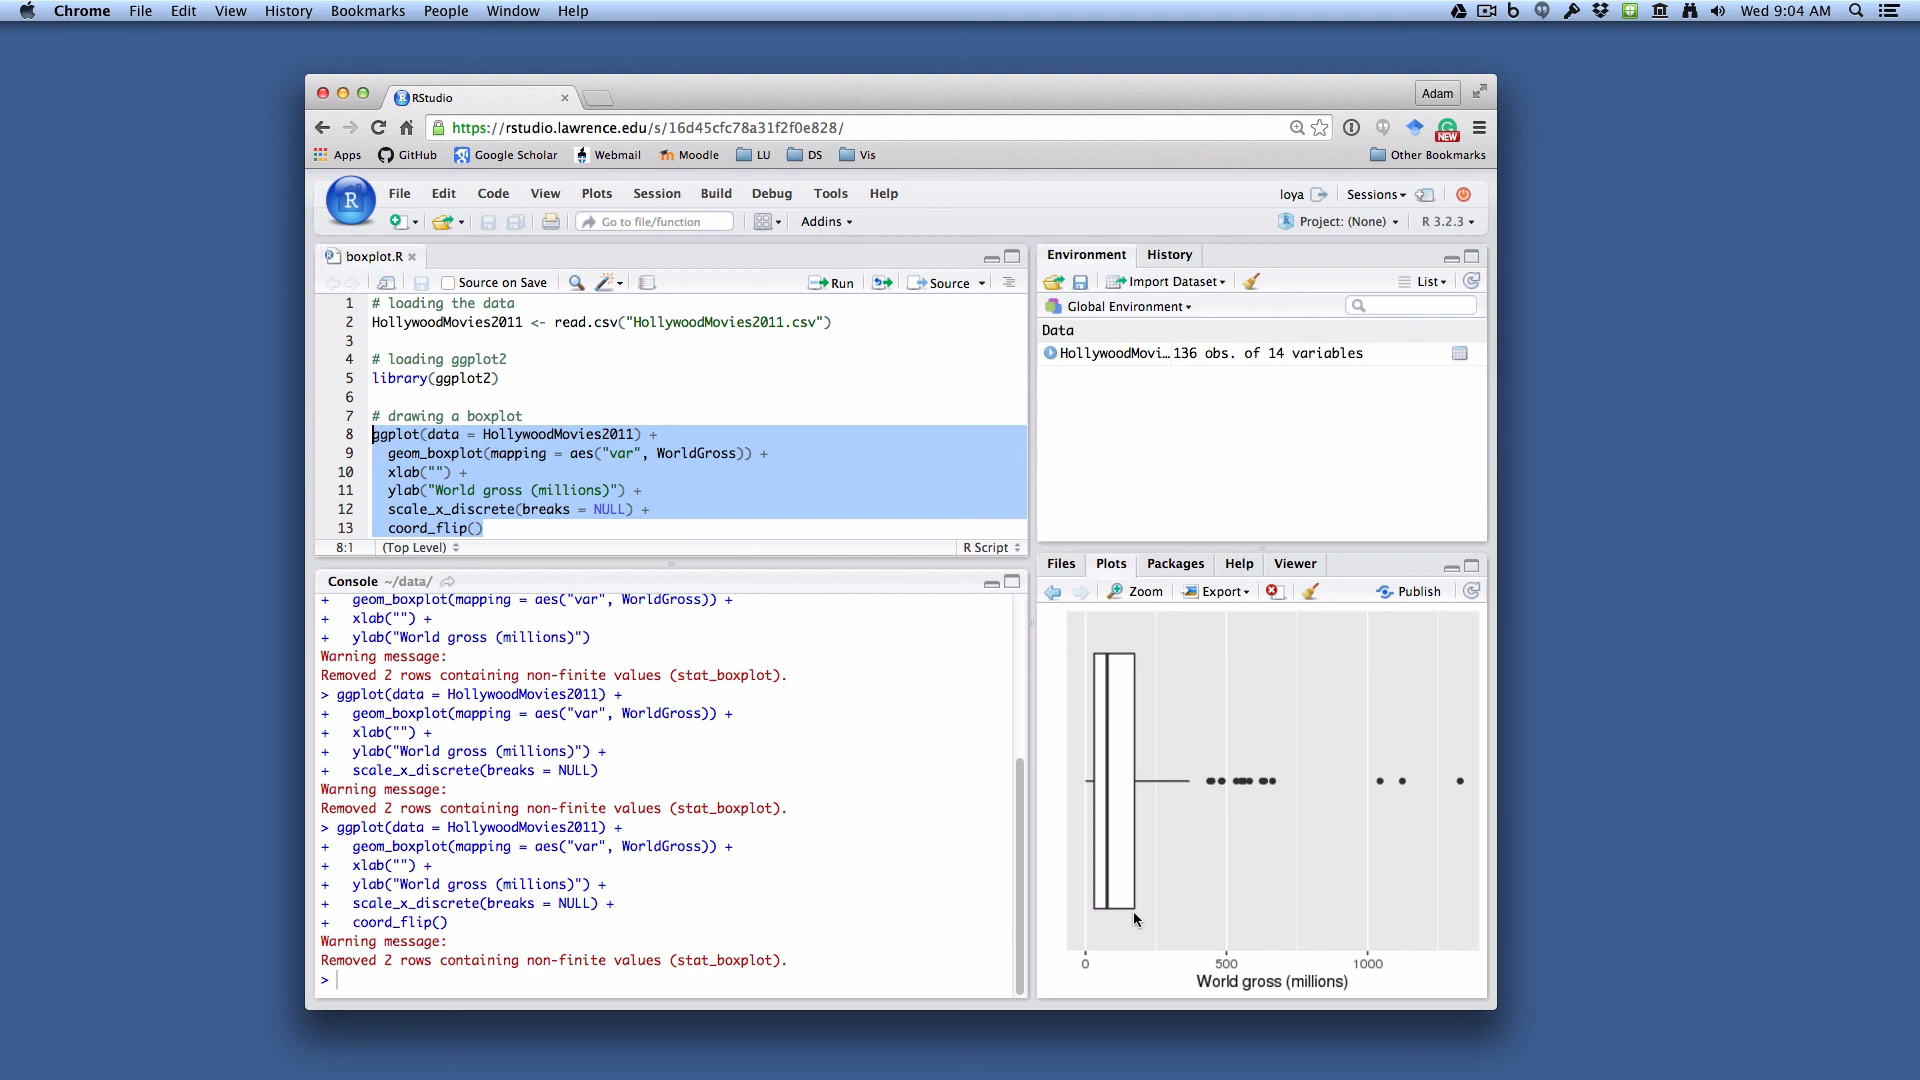 Chrome File Edit View History Bookmarks People Window Help Wed 9:04 AM
RStudio Adam
https://rstudio.lawrence.edu/s/16d45cfc78a31f2f0e828/
NEW
Apps GitHub Google Scholar Webmail Moodle LU DS Vis Other Bookmarks
R File Edit Code View Plots Session Build Debug Tools Help loya Sessions
Go to file/function Addins Project: (None) R 3.2.3
boxplot.R
Source on Save Run Source
1 # loading the data
2 HollywoodMovies2011 <- read.csv("HollywoodMovies2011.csv")
3
4 # loading ggplot2
5 library(ggplot2)
6
7 # drawing a boxplot
8 ggplot(data = HollywoodMovies2011) +
9 geom_boxplot(mapping = aes("var", WorldGross)) +
10 xlab("") +
11 ylab("World gross (millions)") +
12 scale_x_discrete(breaks = NULL) +
13 coord_flip()
8:1 (Top Level) R Script
Console ~/data/
+ geom_boxplot(mapping = aes("var", WorldGross)) +
+ xlab("") +
+ ylab("World gross (millions)")
Warning message:
Removed 2 rows containing non-finite values (stat_boxplot).
> ggplot(data = HollywoodMovies2011) +
+ geom_boxplot(mapping = aes("var", WorldGross)) +
+ xlab("") +
+ ylab("World gross (millions)") +
+ scale_x_discrete(breaks = NULL)
Warning message:
Removed 2 rows containing non-finite values (stat_boxplot).
> ggplot(data = HollywoodMovies2011) +
+ geom_boxplot(mapping = aes("var", WorldGross)) +
+ xlab("") +
+ ylab("World gross (millions)") +
+ scale_x_discrete(breaks = NULL) +
+ coord_flip()
Warning message:
Removed 2 rows containing non-finite values (stat_boxplot).
>
Environment History
Import Dataset List
Global Environment
Data
HollywoodMovi… 136 obs. of 14 variables
Files Plots Packages Help Viewer
Zoom Export Publish
0 500 1000
World gross (millions)